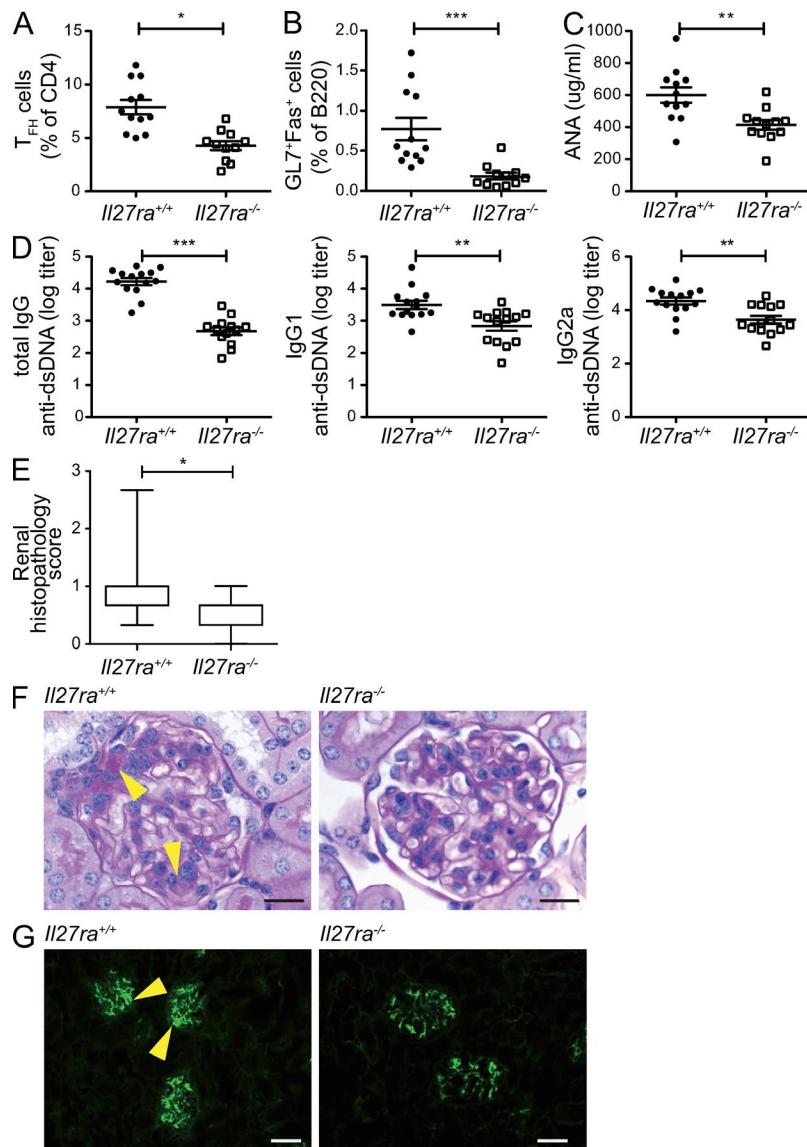 A
*
T_FH cells
(% of CD4)
15
10
5
0
Il27ra+/+
Il27ra-/-
B
***
GL7+Fas+ cells
(% of B220)
2.0
1.5
1.0
0.5
0.0
Il27ra+/+
Il27ra-/-
C
**
ANA (ug/ml)
1000
800
600
400
200
0
Il27ra+/+
Il27ra-/-
D
***
total IgG
anti-dsDNA (log titer)
5
4
3
2
1
0
Il27ra+/+
Il27ra-/-
**
IgG1
anti-dsDNA (log titer)
5
4
3
2
1
0
Il27ra+/+
Il27ra-/-
**
IgG2a
anti-dsDNA (log titer)
6
4
2
0
Il27ra+/+
Il27ra-/-
E
*
Renal
histopathology
score
3
2
1
0
Il27ra+/+
Il27ra-/-
F
Il27ra+/+
Il27ra-/-
G
Il27ra+/+
Il27ra-/-